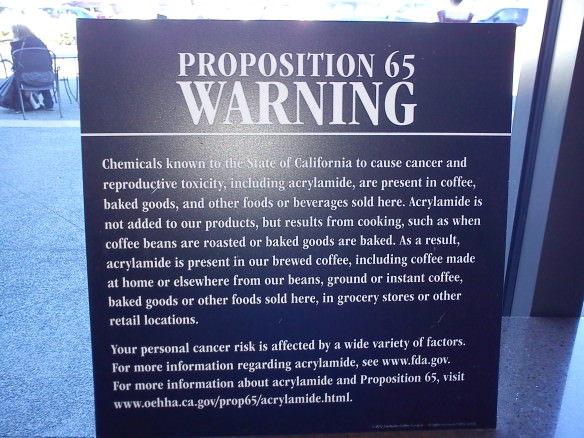 PROPOSITION 65
WARNING
Chemicals known to the State of California to cause cancer and
reproductive toxicity, including acrylamide, are present in coffee,
baked goods, and other foods or beverages sold here. Acrylamide is
not added to our products, but results from cooking, such as when
coffee beans are roasted or baked goods are baked. As a result,
acrylamide is present in our brewed coffee, including coffee made
at home or elsewhere from our beans, ground or instant coffee,
baked goods or other foods sold here, in grocery stores or other
retail locations.
Your personal cancer risk is affected by a wide variety of factors.
For more information regarding acrylamide, see www.fda.gov.
For more information about acrylamide and Proposition 65, visit
www.oehha.ca.gov/prop65/acrylamide.html.